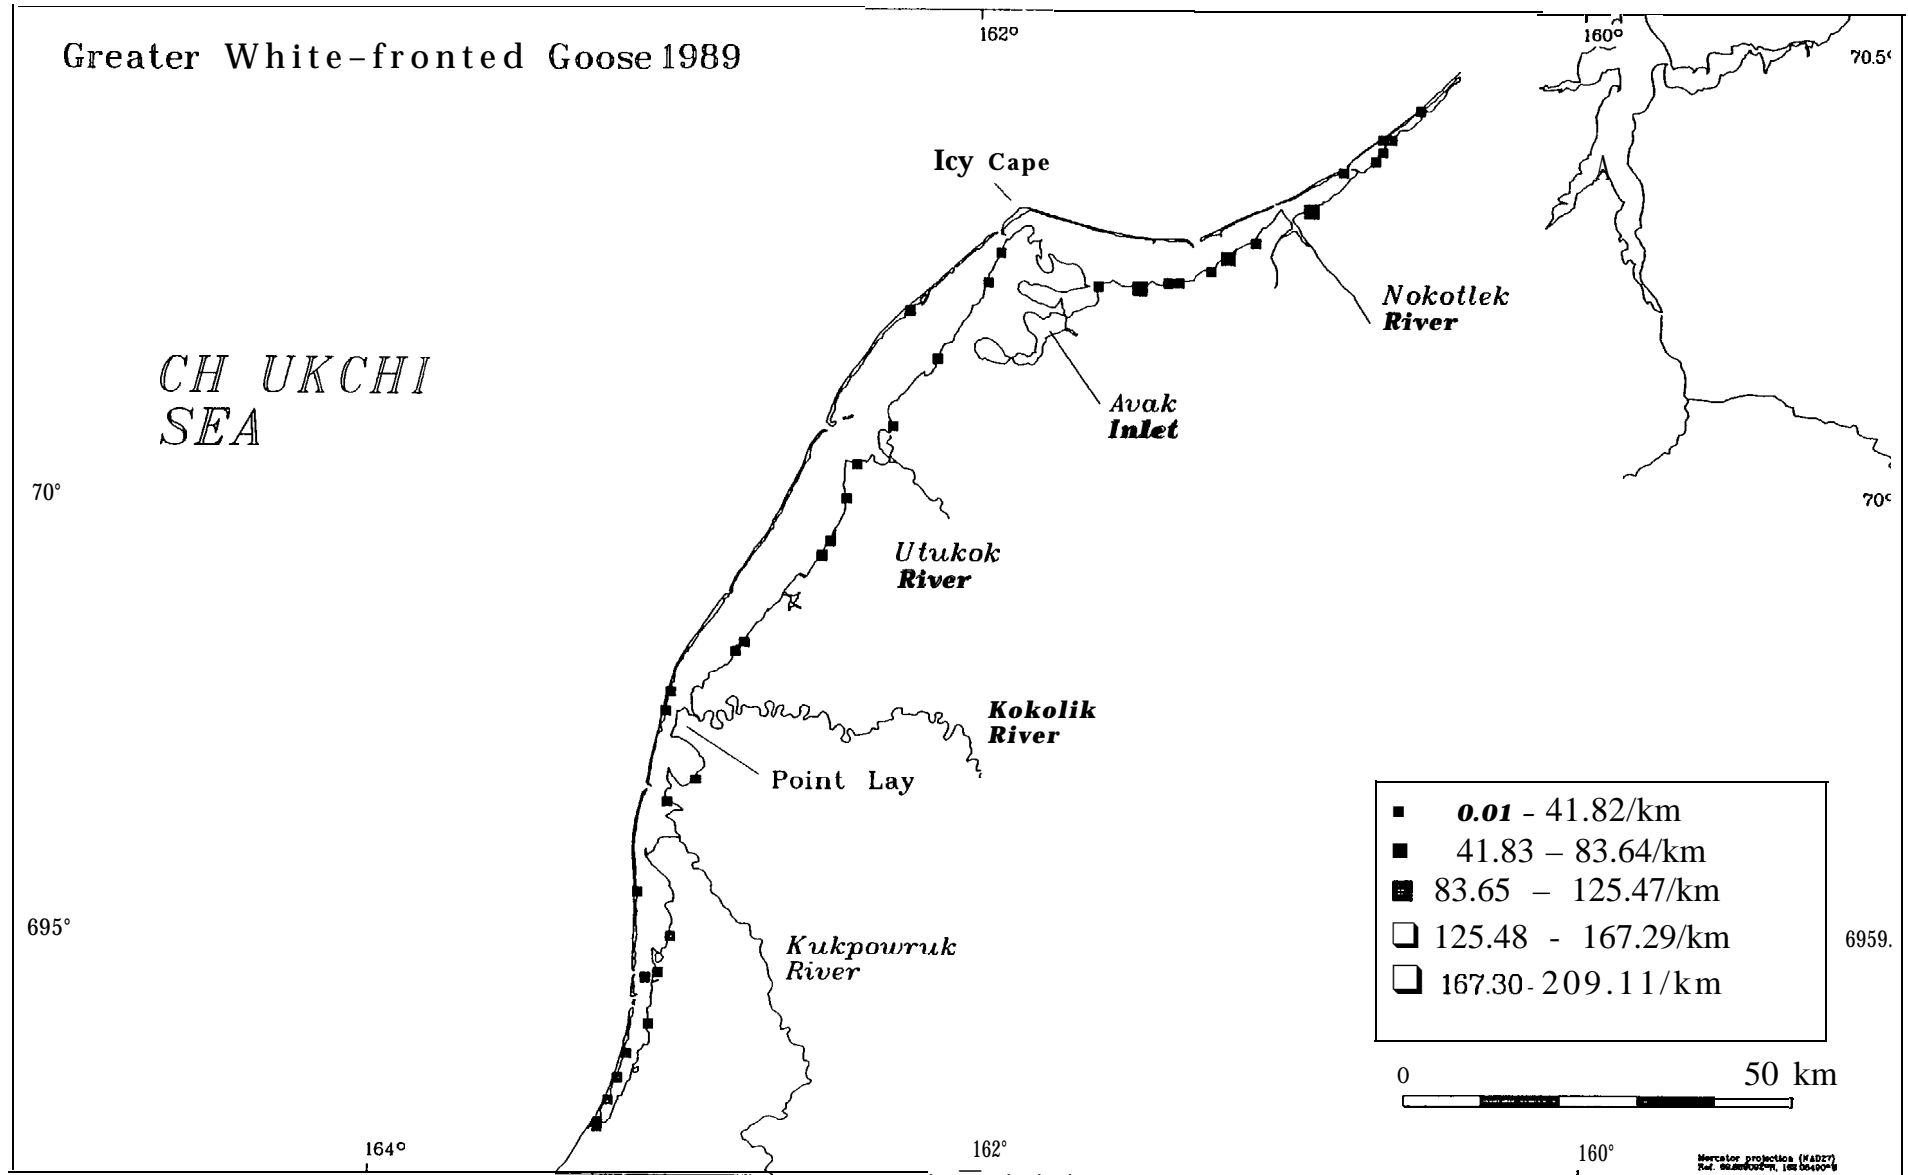 Greater White-fronted Goose 1989
162°
160°
70.5°
Icy Cape
Nokotlek
River
CH UKCHI
SEA
Avak
Inlet
70°
70°
Utukok
River
Kokolik
River
Point Lay
0.01 - 41.82/km
41.83 – 83.64/km
83.65 – 125.47/km
125.48 - 167.29/km
167.30 - 209.11/km
695°
6959.
Kukpowruk
River
0 50 km
164°
162°
160°
Mercator projection (NAD27)